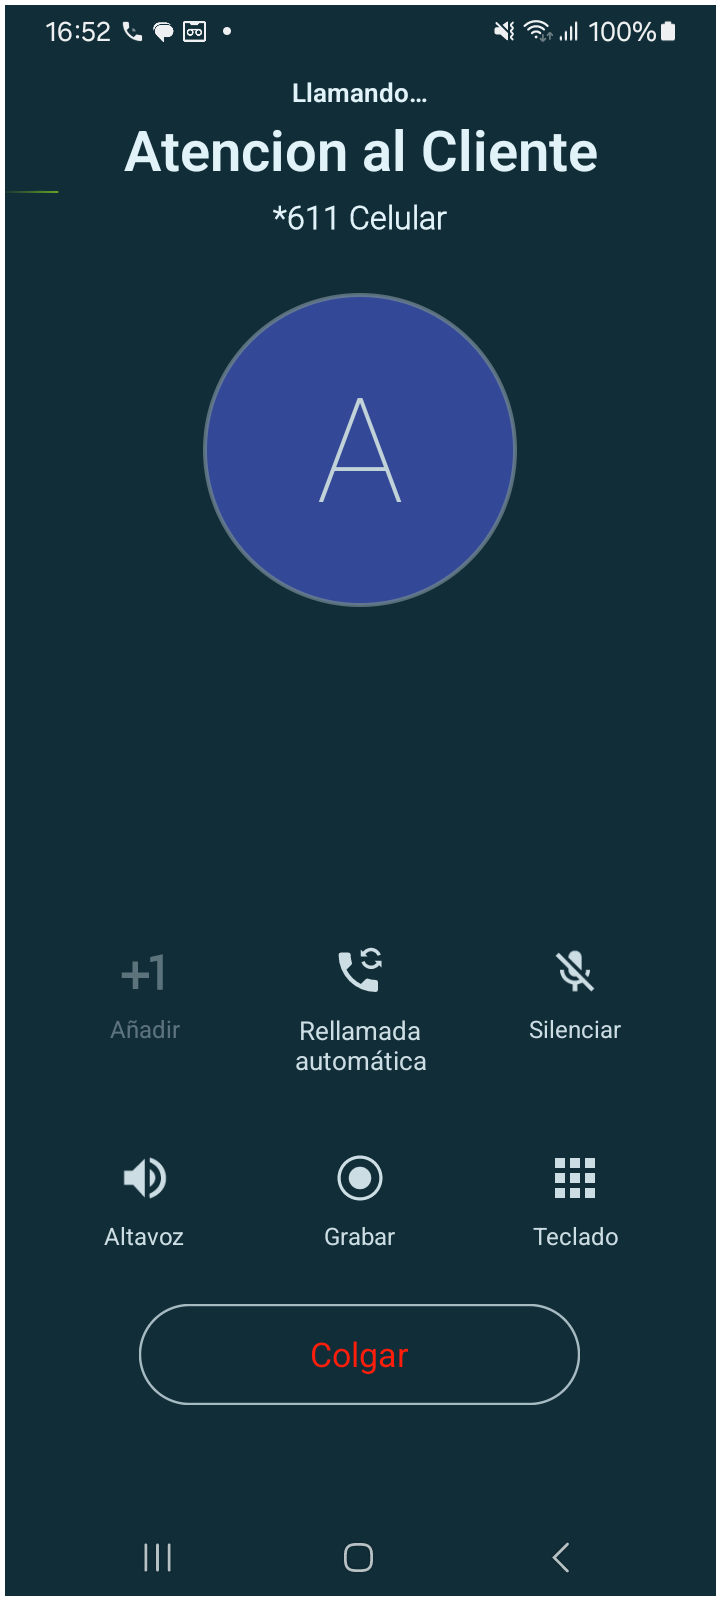 16:52 100%
Llamando...
Atencion al Cliente
*611 Celular
A
+1
Añadir
Rellamada
automática
Silenciar
Altavoz
Grabar
Teclado
Colgar